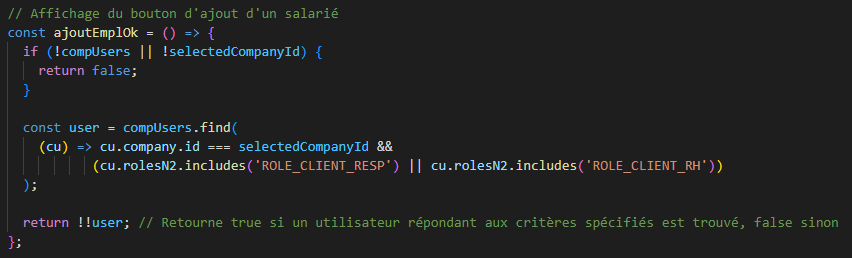 // Affichage du bouton d'ajout d'un salarié
const ajoutEmplOk = () => {
  if (!compUsers || !selectedCompanyId) {
    return false;
  }

  const user = compUsers.find(
    (cu) => cu.company.id === selectedCompanyId &&
            (cu.rolesN2.includes('ROLE_CLIENT_RESP') || cu.rolesN2.includes('ROLE_CLIENT_RH'))
  );

  return !!user; // Retourne true si un utilisateur répondant aux critères spécifiés est trouvé, false sinon
};